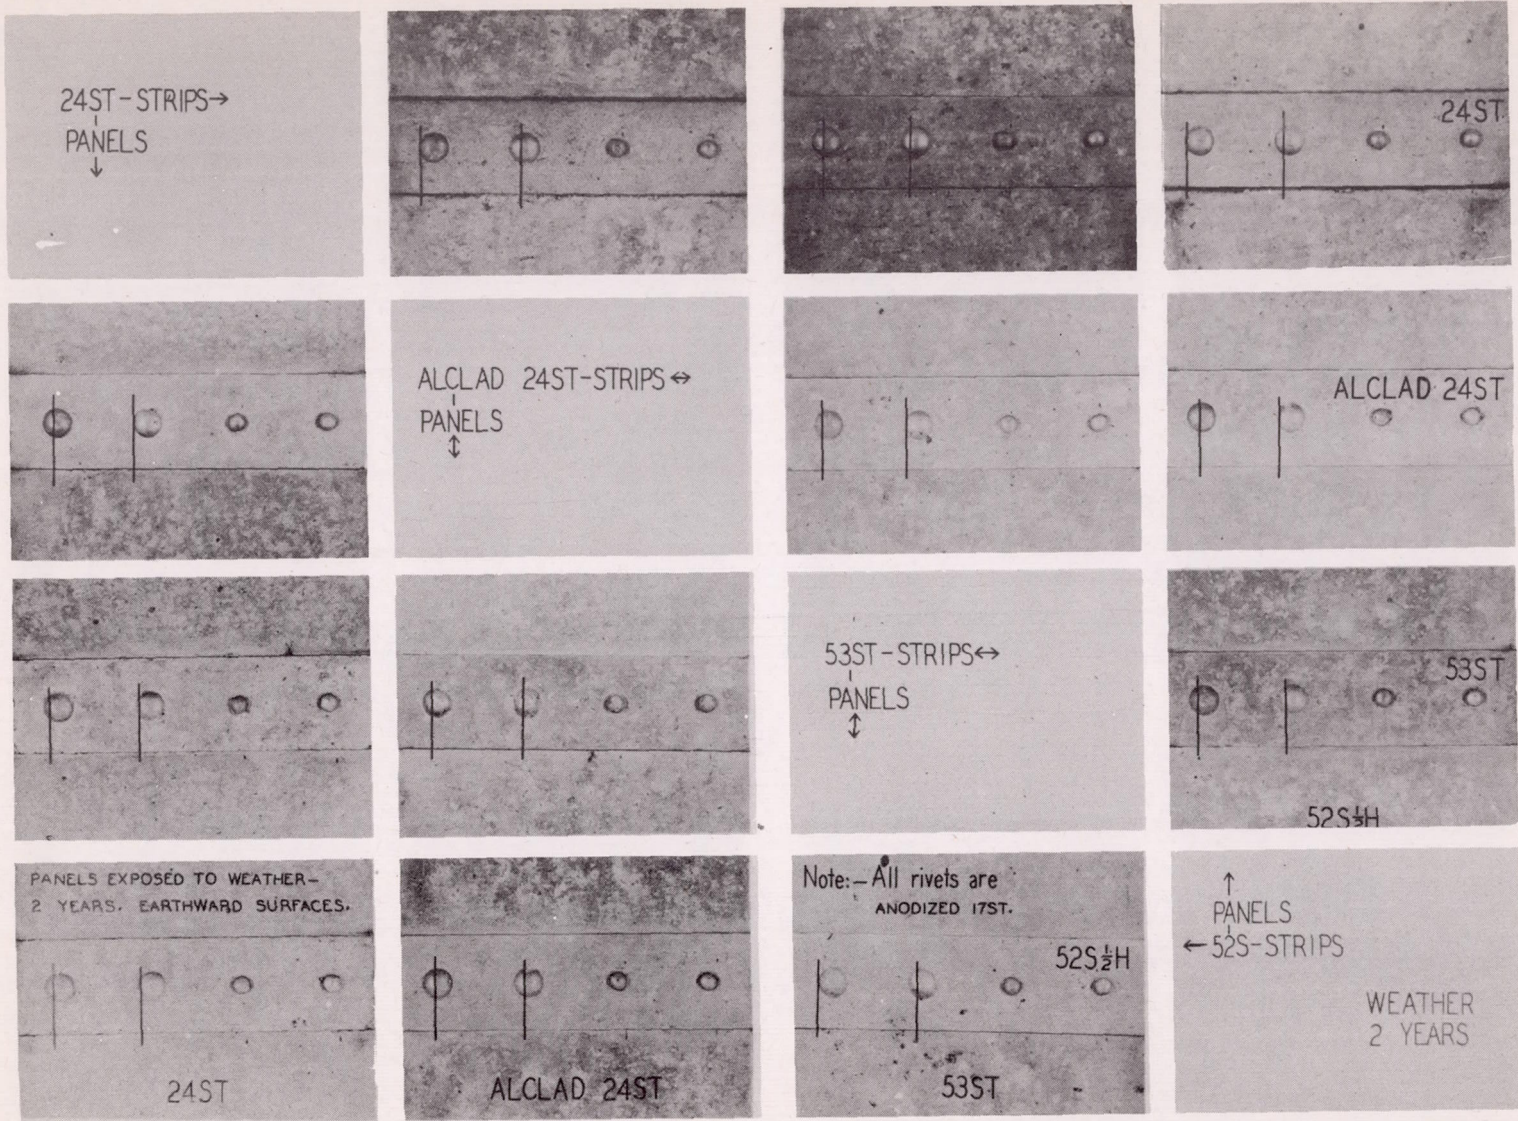 24ST-STRIPS→
PANELS
↓
24ST
ALCLAD 24ST-STRIPS↔
PANELS
↕
ALCLAD 24ST
53ST-STRIPS↔
PANELS
↕
53ST
52S½H
PANELS EXPOSED TO WEATHER-
2 YEARS. EARTHWARD SURFACES.
24ST
ALCLAD 24ST
Note:- All rivets are
ANODIZED 17ST.
52S½H
53ST
↑
PANELS
←52S-STRIPS
WEATHER
2 YEARS